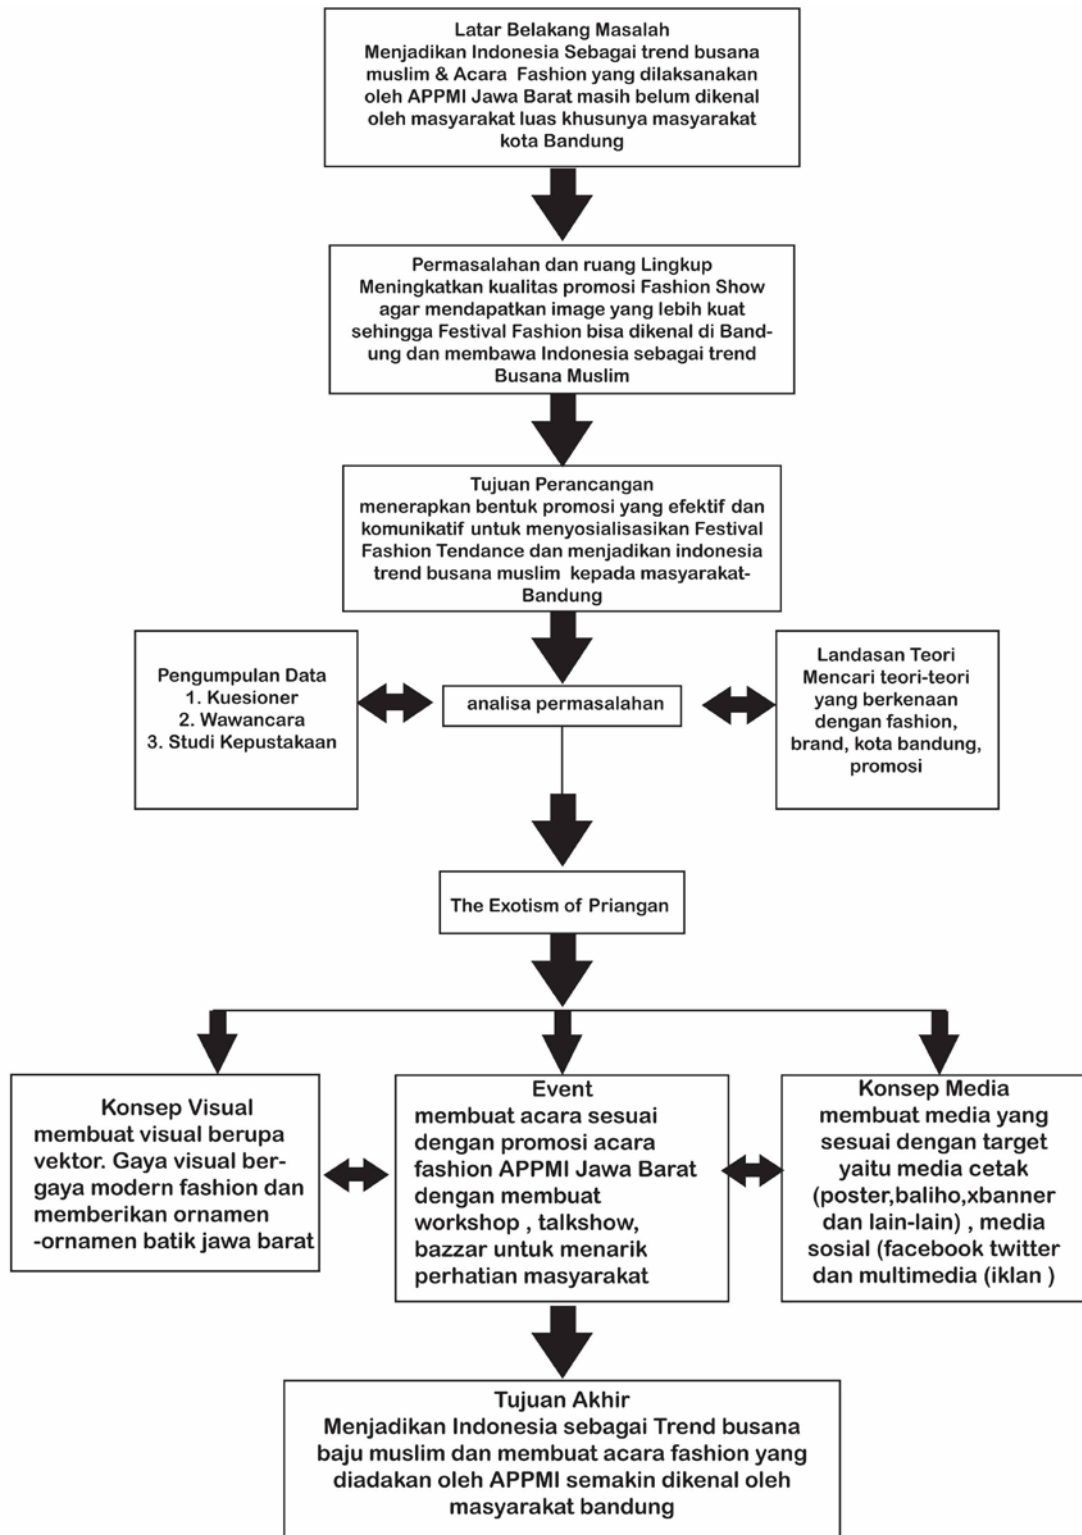 Latar Belakang Masalah
Menjadikan Indonesia Sebagai trend busana
muslim & Acara Fashion yang dilaksanakan
oleh APPMI Jawa Barat masih belum dikenal
oleh masyarakat luas khusunya masyarakat
kota Bandung
Permasalahan dan ruang Lingkup
Meningkatkan kualitas promosi Fashion Show
agar mendapatkan image yang lebih kuat
sehingga Festival Fashion bisa dikenal di Band-
ung dan membawa Indonesia sebagai trend
Busana Muslim
Tujuan Perancangan
menerapkan bentuk promosi yang efektif dan
komunikatif untuk menyosialisasikan Festival
Fashion Tendance dan menjadikan indonesia
trend busana muslim kepada masyarakat-
Bandung
Pengumpulan Data
1. Kuesioner
2. Wawancara
3. Studi Kepustakaan
analisa permasalahan
Landasan Teori
Mencari teori-teori
yang berkenaan
dengan fashion,
brand, kota bandung,
promosi
The Exotism of Priangan
Konsep Visual
membuat visual berupa
vektor. Gaya visual ber-
gaya modern fashion dan
memberikan ornamen
-ornamen batik jawa barat
Event
membuat acara sesuai
dengan promosi acara
fashion APPMI Jawa Barat
dengan membuat
workshop , talkshow,
bazzar untuk menarik
perhatian masyarakat
Konsep Media
membuat media yang
sesuai dengan target
yaitu media cetak
(poster,baliho,xbanner
dan lain-lain) , media
sosial (facebook twitter
dan multimedia (iklan )
Tujuan Akhir
Menjadikan Indonesia sebagai Trend busana
baju muslim dan membuat acara fashion yang
diadakan oleh APPMI semakin dikenal oleh
masyarakat bandung